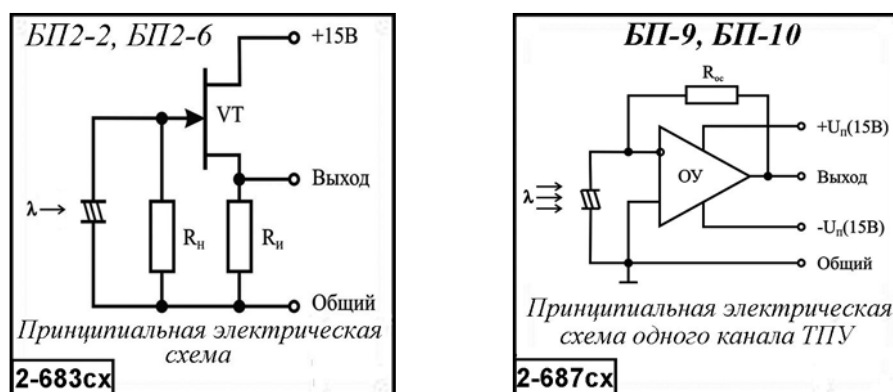 БП2-2, БП2-6
+15В
VT
Выход
λ
Rн
Rи
Общий
Принципиальная электрическая
схема
2-683сх
БП-9, БП-10
Rос
+Uп(15В)
ОУ
Выход
λ
-Uп(15В)
Общий
Принципиальная электрическая
схема одного канала ТПУ
2-687сх